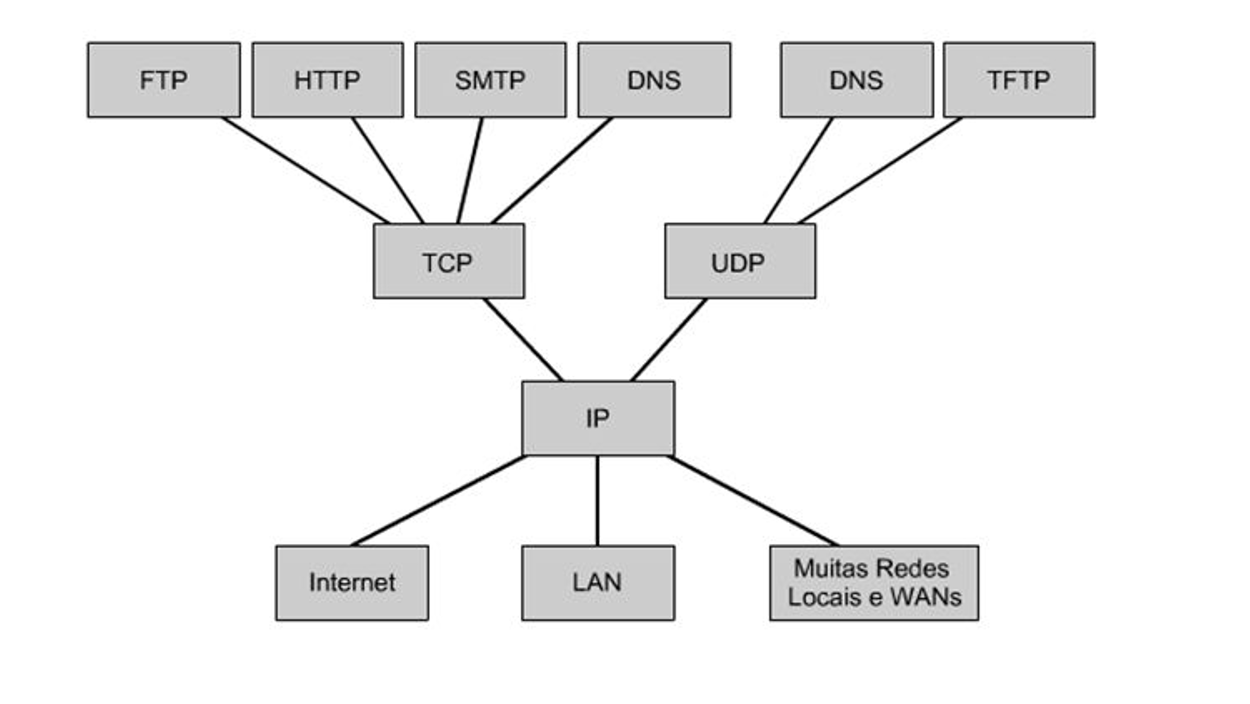 FTP
HTTP
SMTP
DNS
DNS
TFTP
TCP
UDP
IP
Internet
LAN
Muitas Redes
Locais e WANs